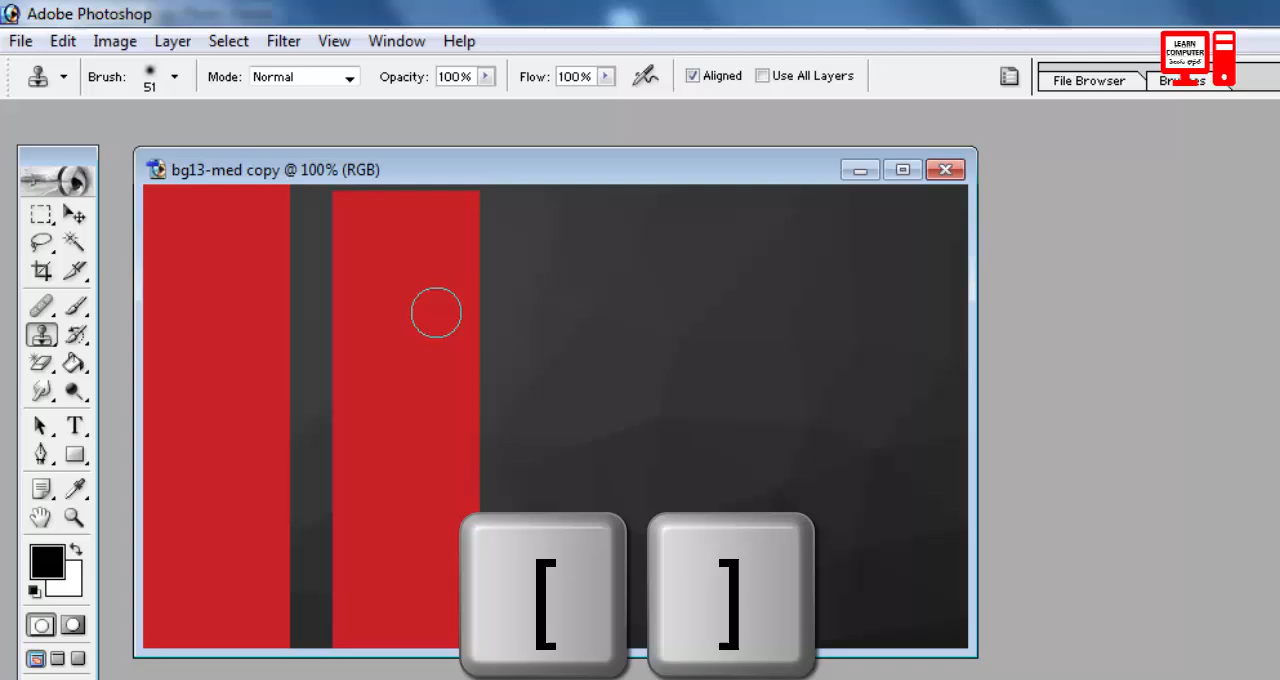 Adobe Photoshop
File Edit Image Layer Select Filter View Window Help
Brush: 51 Mode: Normal Opacity: 100% Flow: 100% Aligned Use All Layers
LEARN
COMPUTER
File Browser
bg13-med copy @ 100% (RGB)
T
[ ]